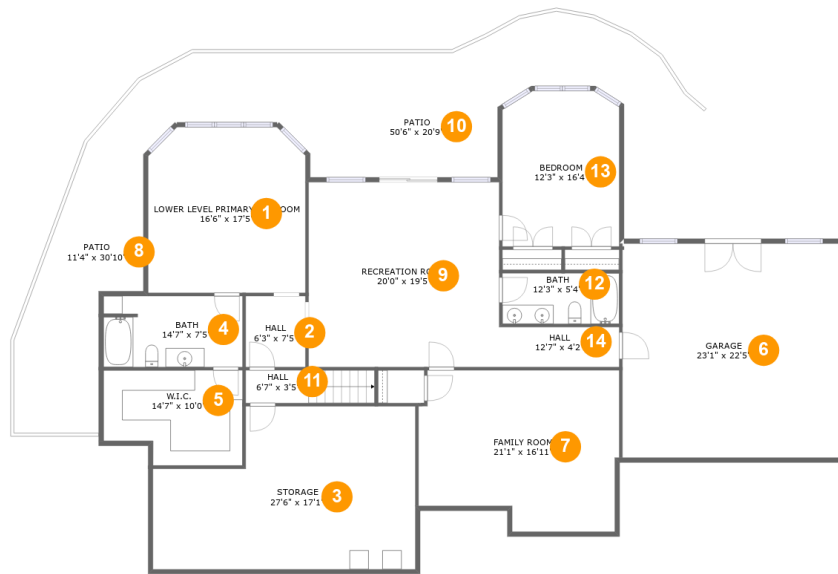 PATIO
50'6" x 20'9
10
BEDROOM
12'3" x 16'4
13
LOWER LEVEL PRIMARY OOM
16'6" x 17'5
1
PATIO
11'4" x 30'10'
8
RECREATION RO
20'0" x 19'5
9
BATH
12'3" x 5'4"
12
BATH
14'7" x 7'5
4
HALL
6'3" x 7'5
2
HALL
12'7" x 4'2
14
GARAGE
23'1" x 22'5"
6
HALL
6'7" x 3'5
11
W.I.C.
14'7" x 10'0
5
FAMILY ROOM
21'1" x 16'11'
7
STORAGE
27'6" x 17'1"
3